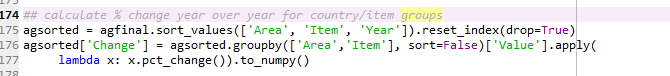 174 ## calculate % change year over year for country/item groups
175 agsorted = agfinal.sort_values(['Area', 'Item', 'Year']).reset_index(drop=True)
176 agsorted['Change'] = agsorted.groupby(['Area','Item'], sort=False)['Value'].apply(
177     lambda x: x.pct_change()).to_numpy()
178